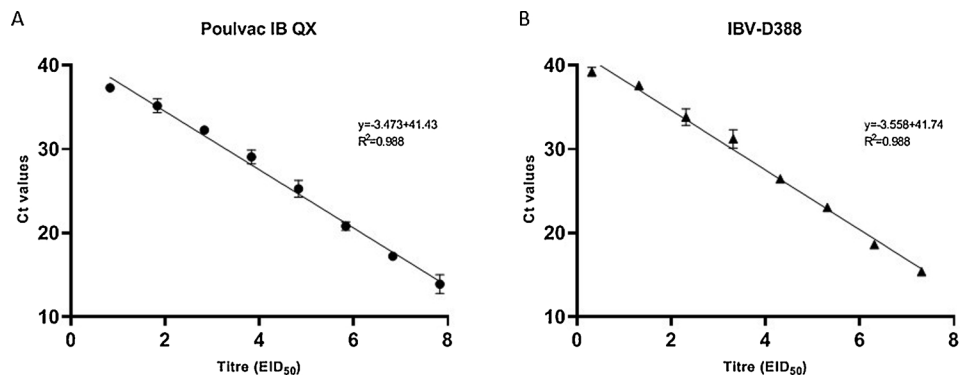 A
Poulvac IB QX
40
30
20
10
Ct values
y=-3.473+41.43
R²=0.988
0 2 4 6 8
Titre (EID₅₀)
B
IBV-D388
40
30
20
10
Ct values
y=-3.558+41.74
R²=0.988
0 2 4 6 8
Titre (EID₅₀)